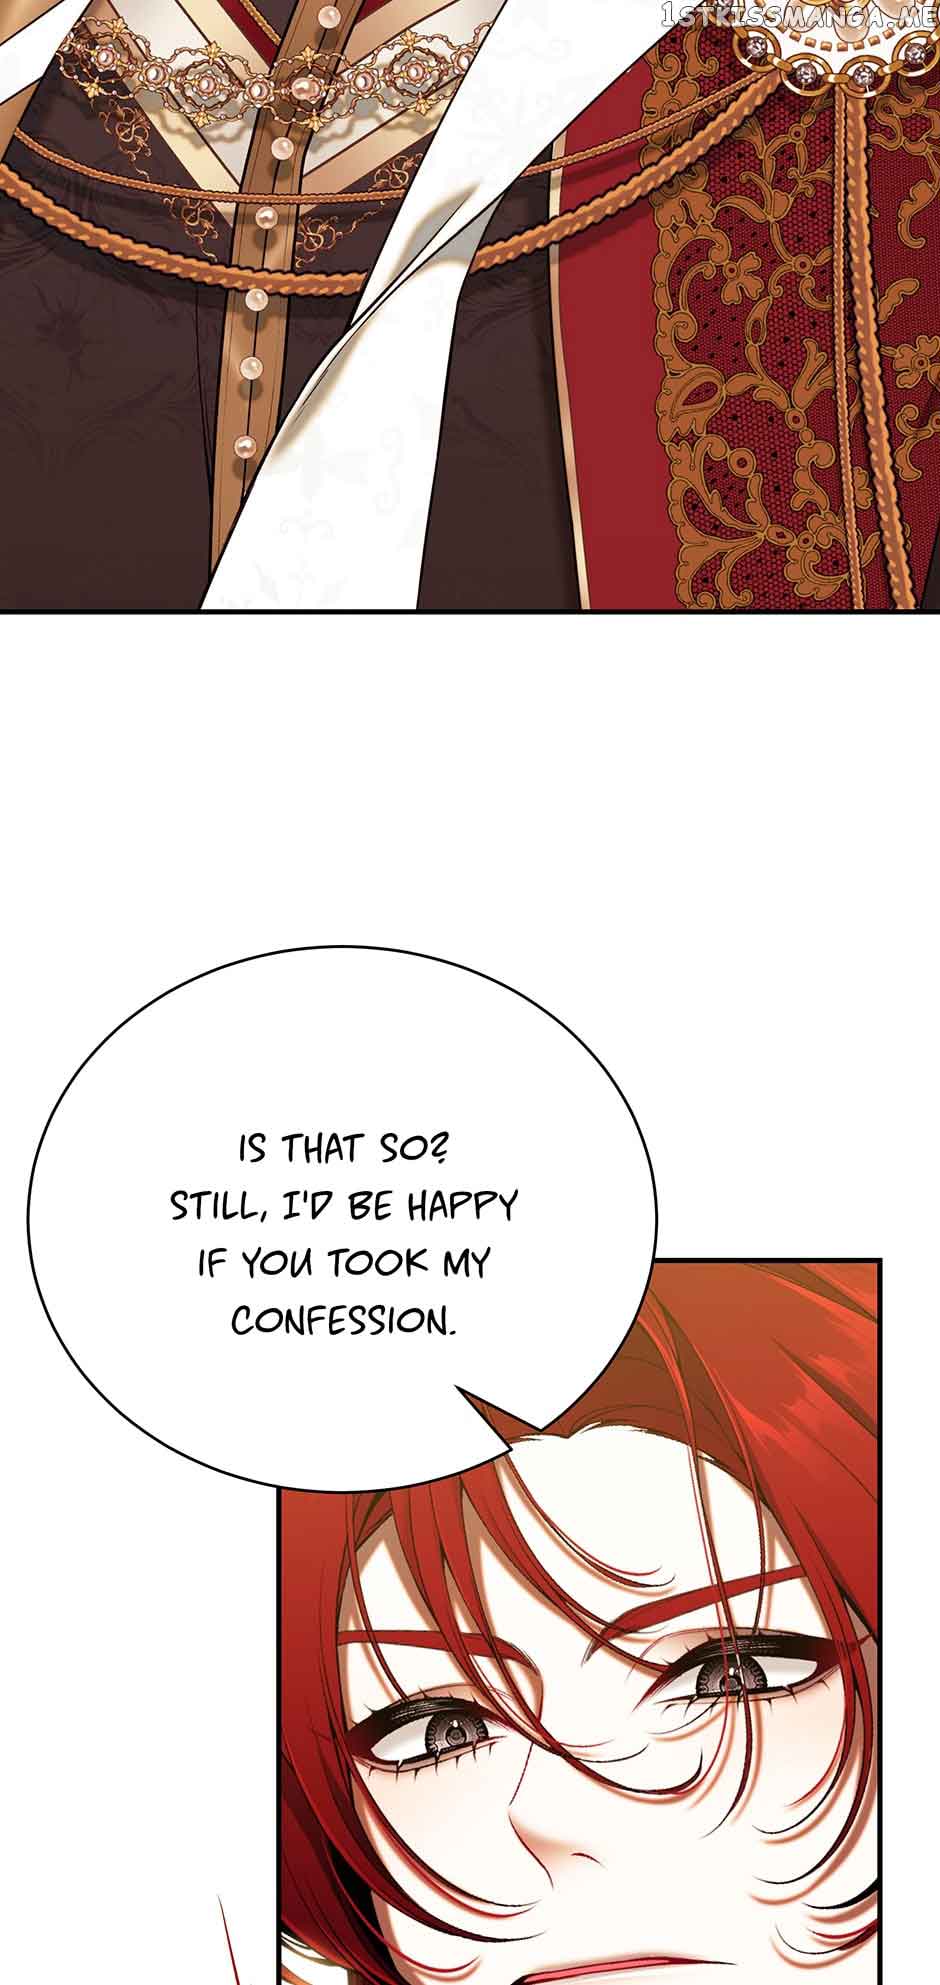 1STKISSMANGA.ME
IS THAT SO?
STILL, I'D BE HAPPY
IF YOU TOOK MY
CONFESSION.